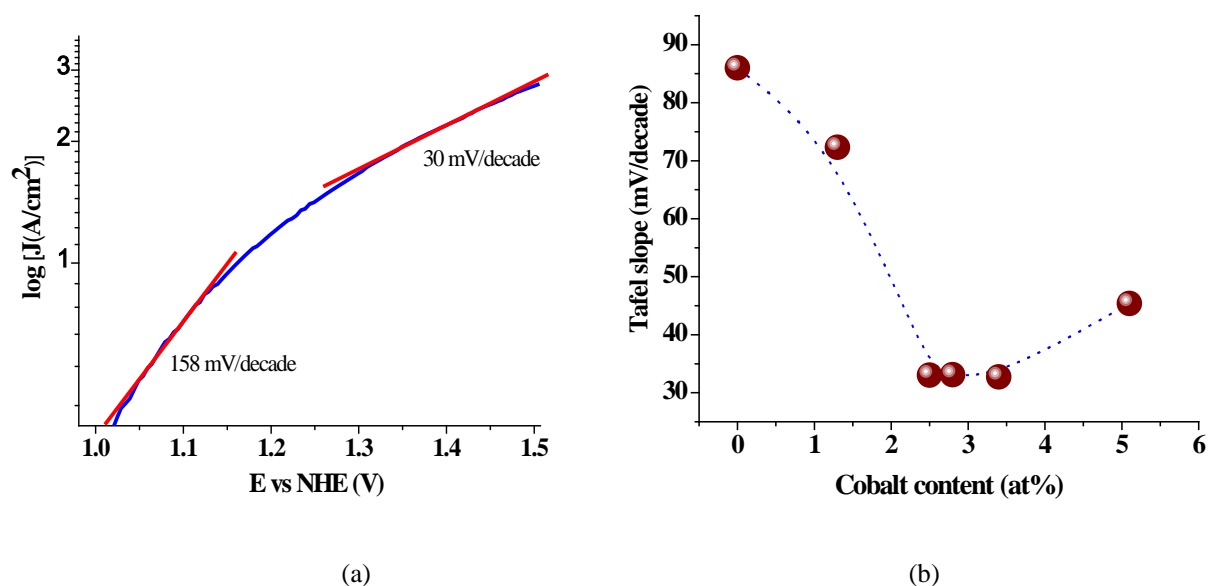 log [J(A/cm²)]
3
2
1
30 mV/decade
158 mV/decade
1.0 1.1 1.2 1.3 1.4 1.5
E vs NHE (V)
(a)
Tafel slope (mV/decade)
90
80
70
60
50
40
30
0 1 2 3 4 5 6
Cobalt content (at%)
(b)